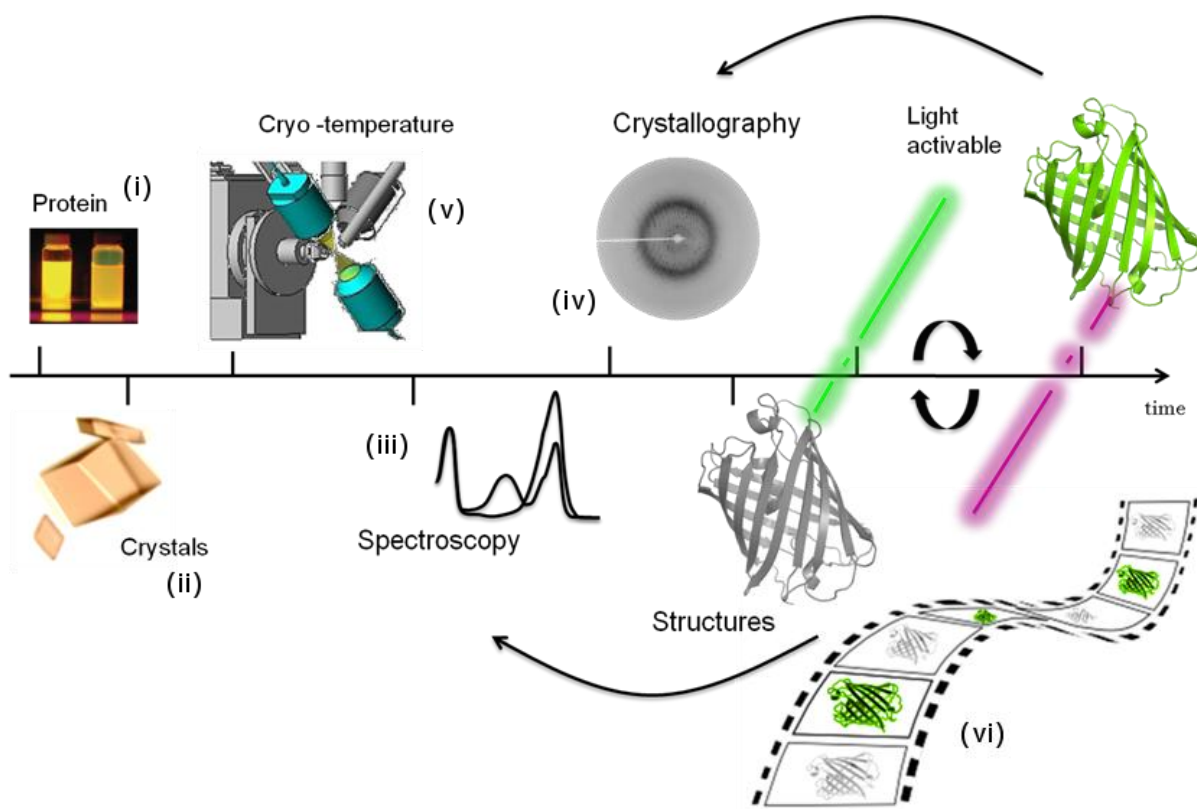 Cryo -temperature
Crystallography
Light
activable
(i)
Protein
(v)
(iv)
time
(iii)
Crystals
(ii)
Spectroscopy
Structures
(vi)